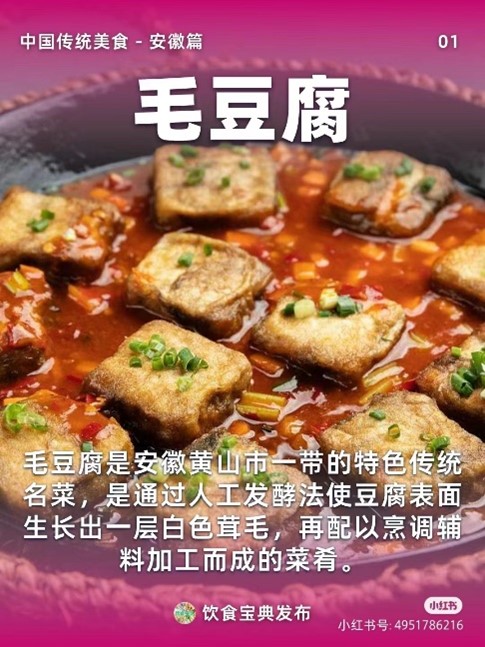 中国传统美食 - 安徽篇
01
毛豆腐
毛豆腐是安徽黄山市一带的特色传统
名菜，是通过人工发酵法使豆腐表面
生长出一层白色茸毛，再配以烹调辅
料加工而成的菜肴。
饮食宝典发布
小红书
小红书号: 4951786216